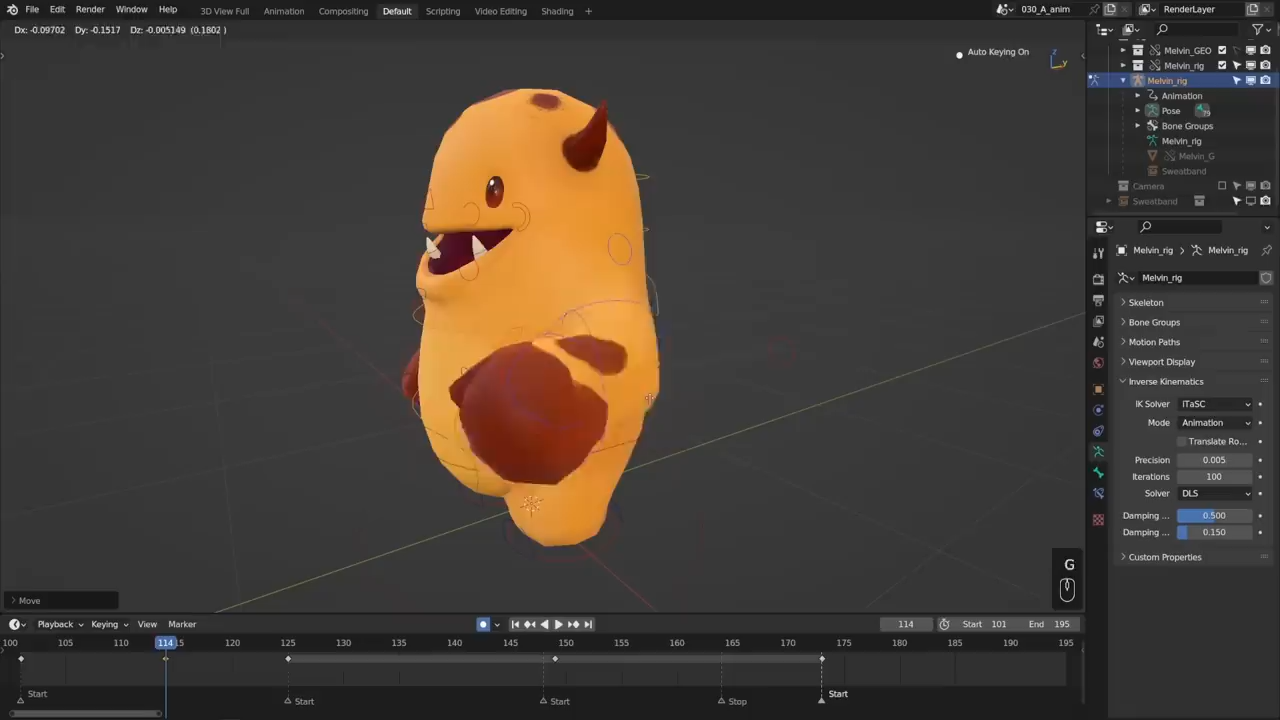 File Edit Render Window Help 3D View Full Animation Compositing Default Scripting Video Editing Shading + 030_A_anim RenderLayer
Dx: -0.09702 Dy: -0.1517 Dz: -0.005149 (0.1802 )
Auto Keying On
z
y
Melvin_GEO
Melvin_rig
Melvin_rig
Animation
Pose
Bone Groups
Melvin_rig
Melvin_G
Sweatband
Camera
Sweatband
Melvin_rig > Melvin_rig
Melvin_rig
Skeleton
Bone Groups
Motion Paths
Viewport Display
Inverse Kinematics
IK Solver iTaSC
Mode Animation
Translate Ro...
Precision 0.005
Iterations 100
Solver DLS
Damping ... 0.500
Damping ... 0.150
Custom Properties
G
Move
Playback Keying View Marker 114 Start 101 End 195
100 105 110 114 115 120 125 130 135 140 145 150 155 160 165 170 175 180 185 190 195
Start Start Start Stop Start